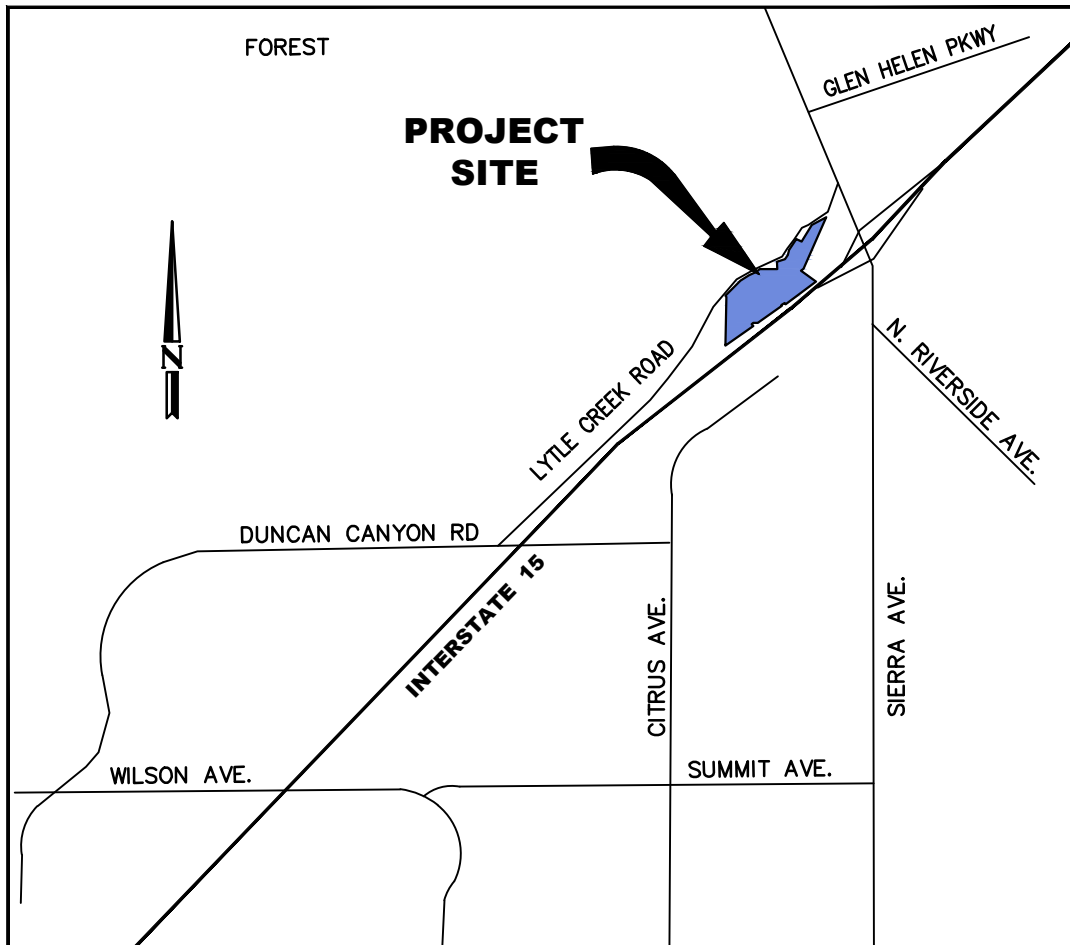 FOREST
GLEN HELEN PKWY
PROJECT
SITE
N
N. RIVERSIDE AVE.
LYTLE CREEK ROAD
DUNCAN CANYON RD
INTERSTATE 15
CITRUS AVE.
SIERRA AVE.
WILSON AVE.
SUMMIT AVE.